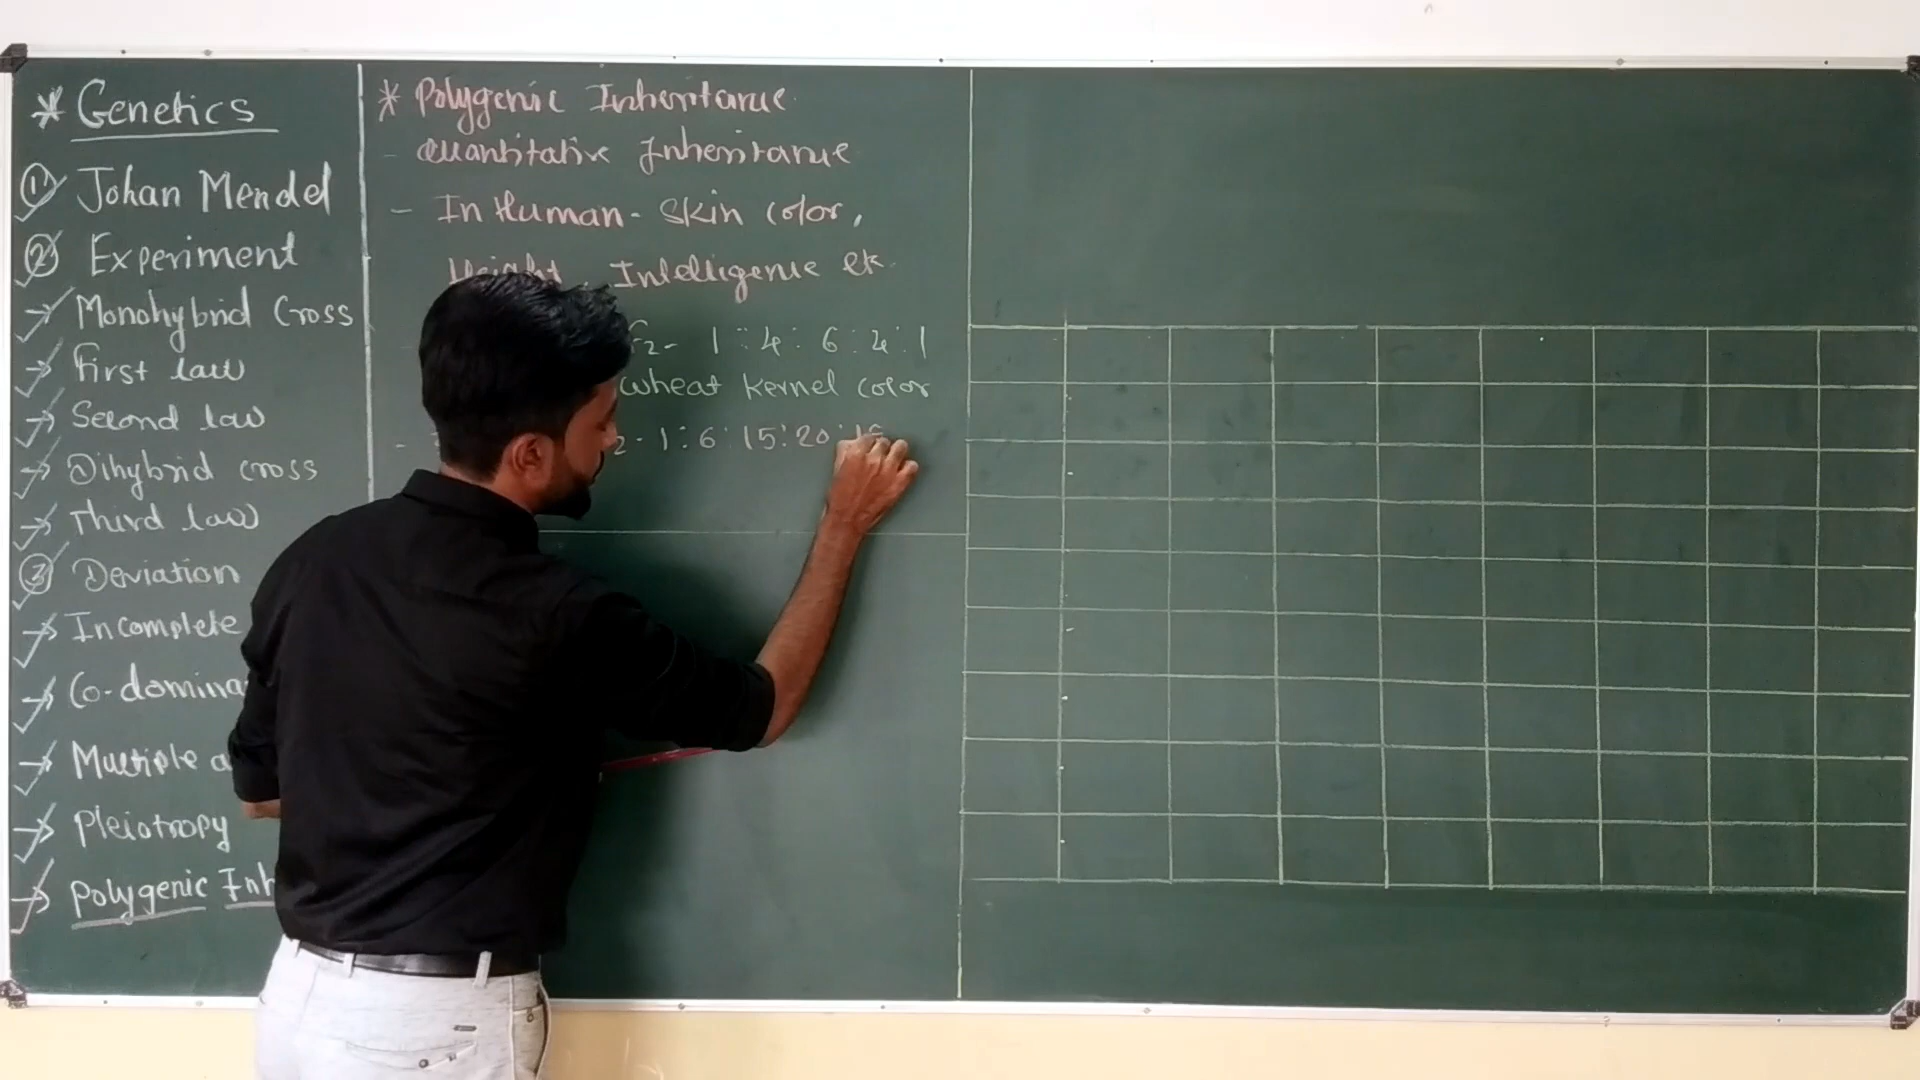 * Genetics
① Johan Mendel
② Experiment
→ Monohybrid Cross
→ First law
→ Second law
→ Dihybrid cross
→ Third law
③ Deviation
→ Incomplete
→ Co-domina
→ Multiple a
→ Pleiotropy
→ Polygenic Inh
* Polygenic Inheritance
- Quantitative Inheritance
- In Human - Skin color,
Height, Intelligence etc.
F2 - 1 : 4 : 6 : 4 : 1
wheat kernel color
2 - 1 : 6 : 15 : 20 : 15